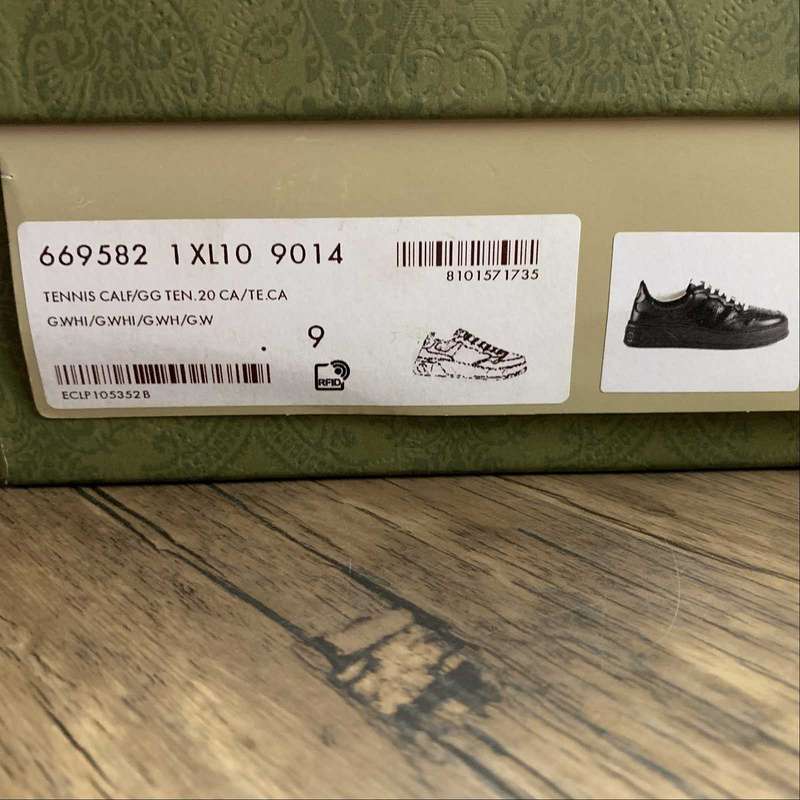 669582 1XL10 9014
8101571735
TENNIS CALF/GG TEN.20 CA/TE.CA
G.WHI/G.WHI/G.WH/G.W
9
RFID
ECLP105352B